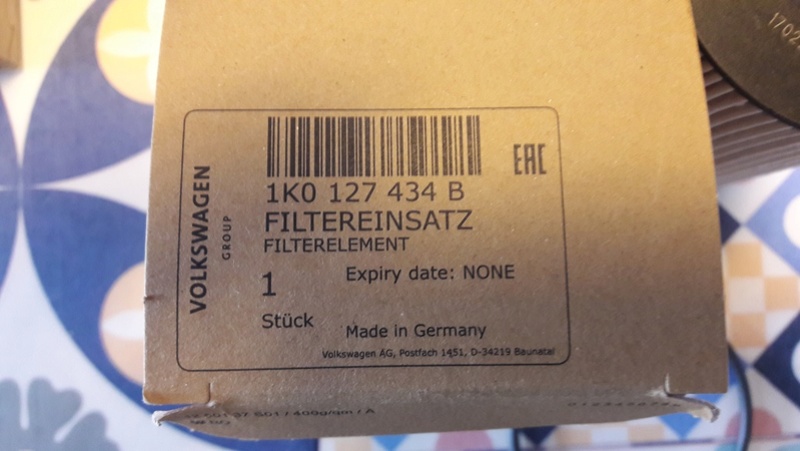 1702
VOLKSWAGEN
GROUP
EAC
1K0 127 434 B
FILTEREINSATZ
FILTERELEMENT
1
Expiry date: NONE
Stück
Made in Germany
Volkswagen AG, Postfach 1451, D-34219 Baunatal